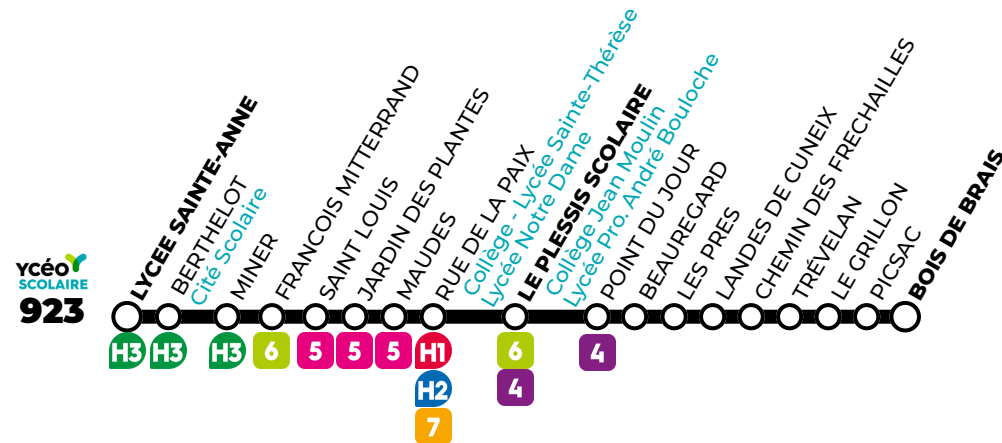 YCÉO
SCOLAIRE
923
LYCEE SAINTE-ANNE
BERTHELOT
Cité Scolaire
MINER
FRANCOIS MITTERRAND
SAINT LOUIS
JARDIN DES PLANTES
MAUDES
RUE DE LA PAIX
Collège - Lycée Sainte-Thérèse
Lycée Notre Dame
LE PLESSIS SCOLAIRE
Collège Jean Moulin
Lycée Pro. André Bouloche
POINT DU JOUR
BEAUREGARD
LES PRES
LANDES DE CUNEIX
CHEMIN DES FRECHAILLES
TRÉVELAN
LE GRILLON
PICSAC
BOIS DE BRAIS
H3 H3 H3 6 5 5 5 H1 6 4
H2 4
7